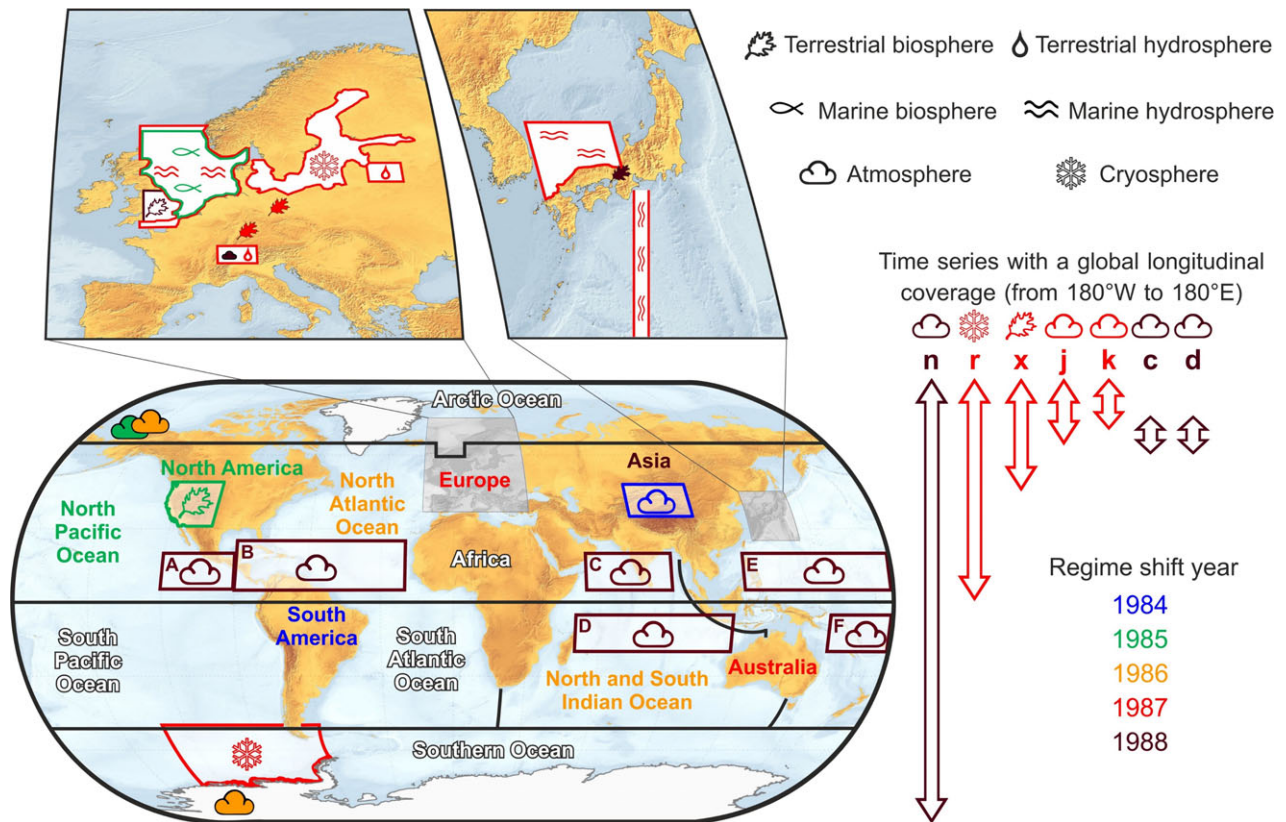 Terrestrial biosphere
Terrestrial hydrosphere
Marine biosphere
Marine hydrosphere
Atmosphere
Cryosphere
Time series with a global longitudinal
coverage (from 180°W to 180°E)
n r x j k c d
Arctic Ocean
North America
North
Pacific
Ocean
North
Atlantic
Ocean
Europe
Asia
Africa
A
B
C
E
South
Pacific
Ocean
South
America
South
Atlantic
Ocean
D
North and South
Indian Ocean
Australia
F
Southern Ocean
Regime shift year
1984
1985
1986
1987
1988